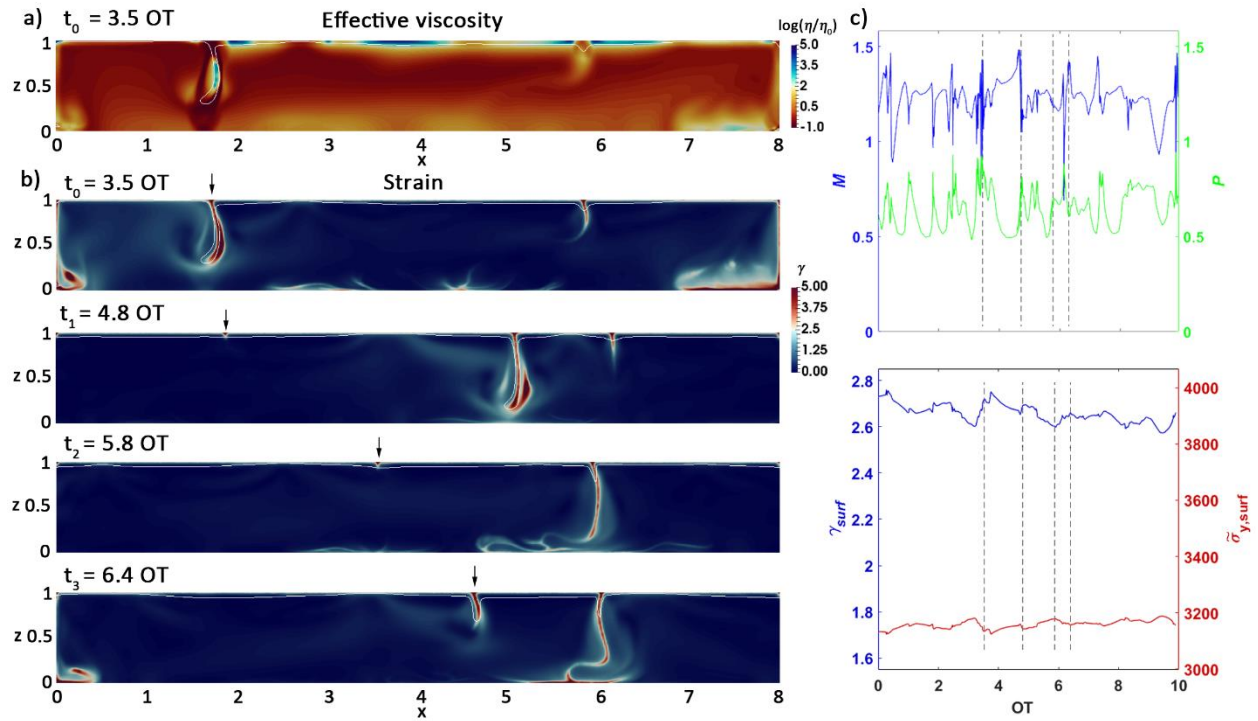 a) t0 = 3.5 OT Effective viscosity log(η/η0)
1 5.0
z 0.5 3.5
2.0
0.5
1 -1.0
0 1 2 3 4 5 6 7 8
x
b) t0 = 3.5 OT Strain
1
z 0.5
0
γ
5.00
3.75
2.50
1.25
0.00
t1 = 4.8 OT
1
z 0.5
0
t2 = 5.8 OT
1
z 0.5
0
t3 = 6.4 OT
1
z 0.5
0
0 1 2 3 4 5 6 7 8
x
c)
1.5 1.5
1 1
M P
0.5 0.5
0 0
2.8 4000
2.6 3800
2.4 3600
γsurf σ̃y,surf
2.2
2 3400
1.8 3200
1.6 3000
0 2 4 6 8 10
OT